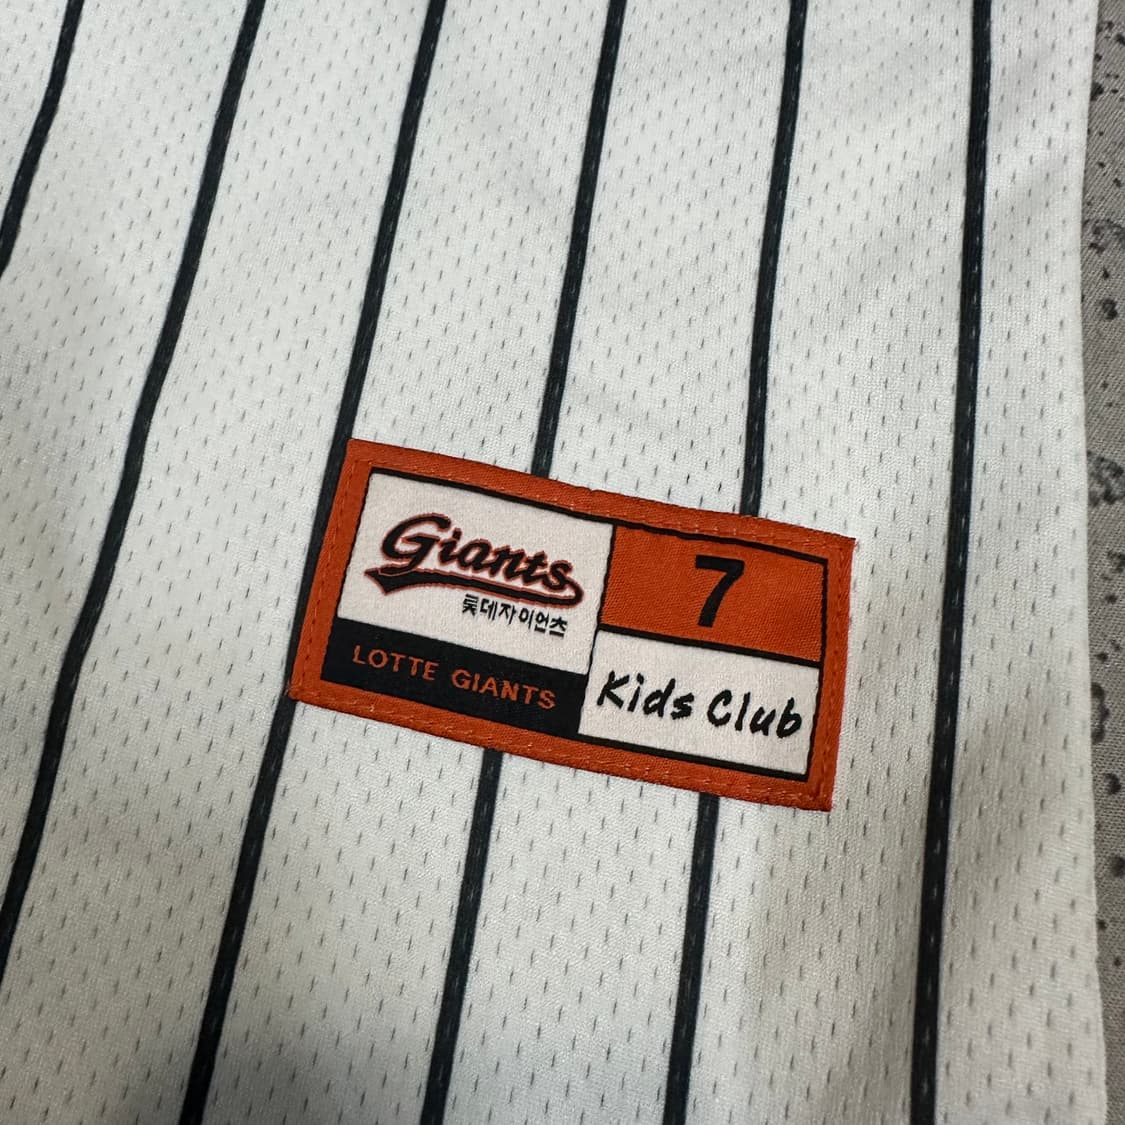 Giants
롯데자이언츠
LOTTE GIANTS
7
Kids Club